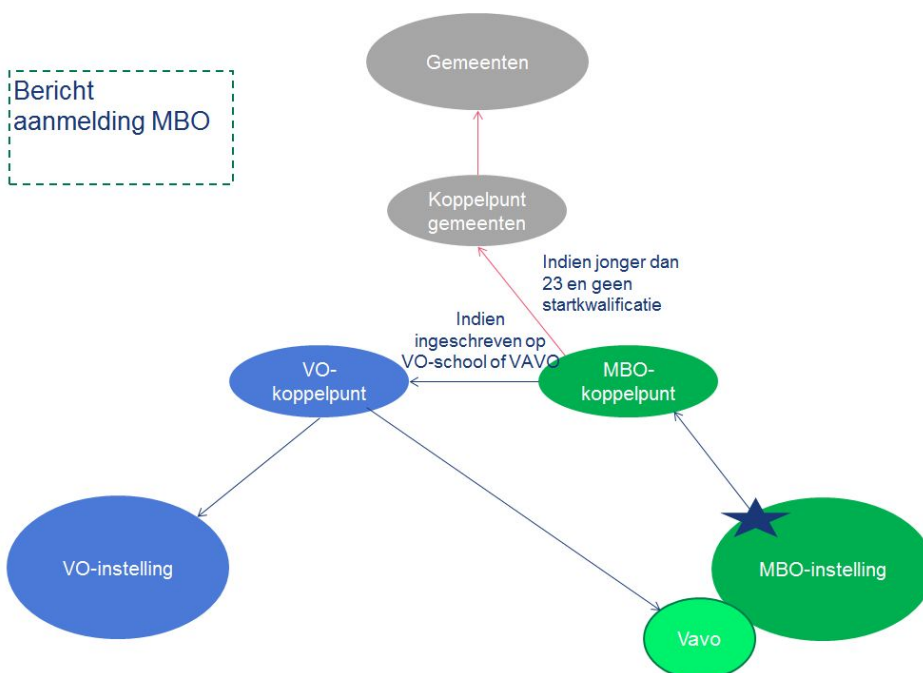 Gemeenten
Bericht
aanmelding MBO
Koppelpunt
gemeenten
Indien jonger dan
23 en geen
startkwalificatie
Indien
ingeschreven op
VO-school of VAVO
VO-
koppelpunt
MBO-
koppelpunt
VO-instelling
MBO-instelling
Vavo